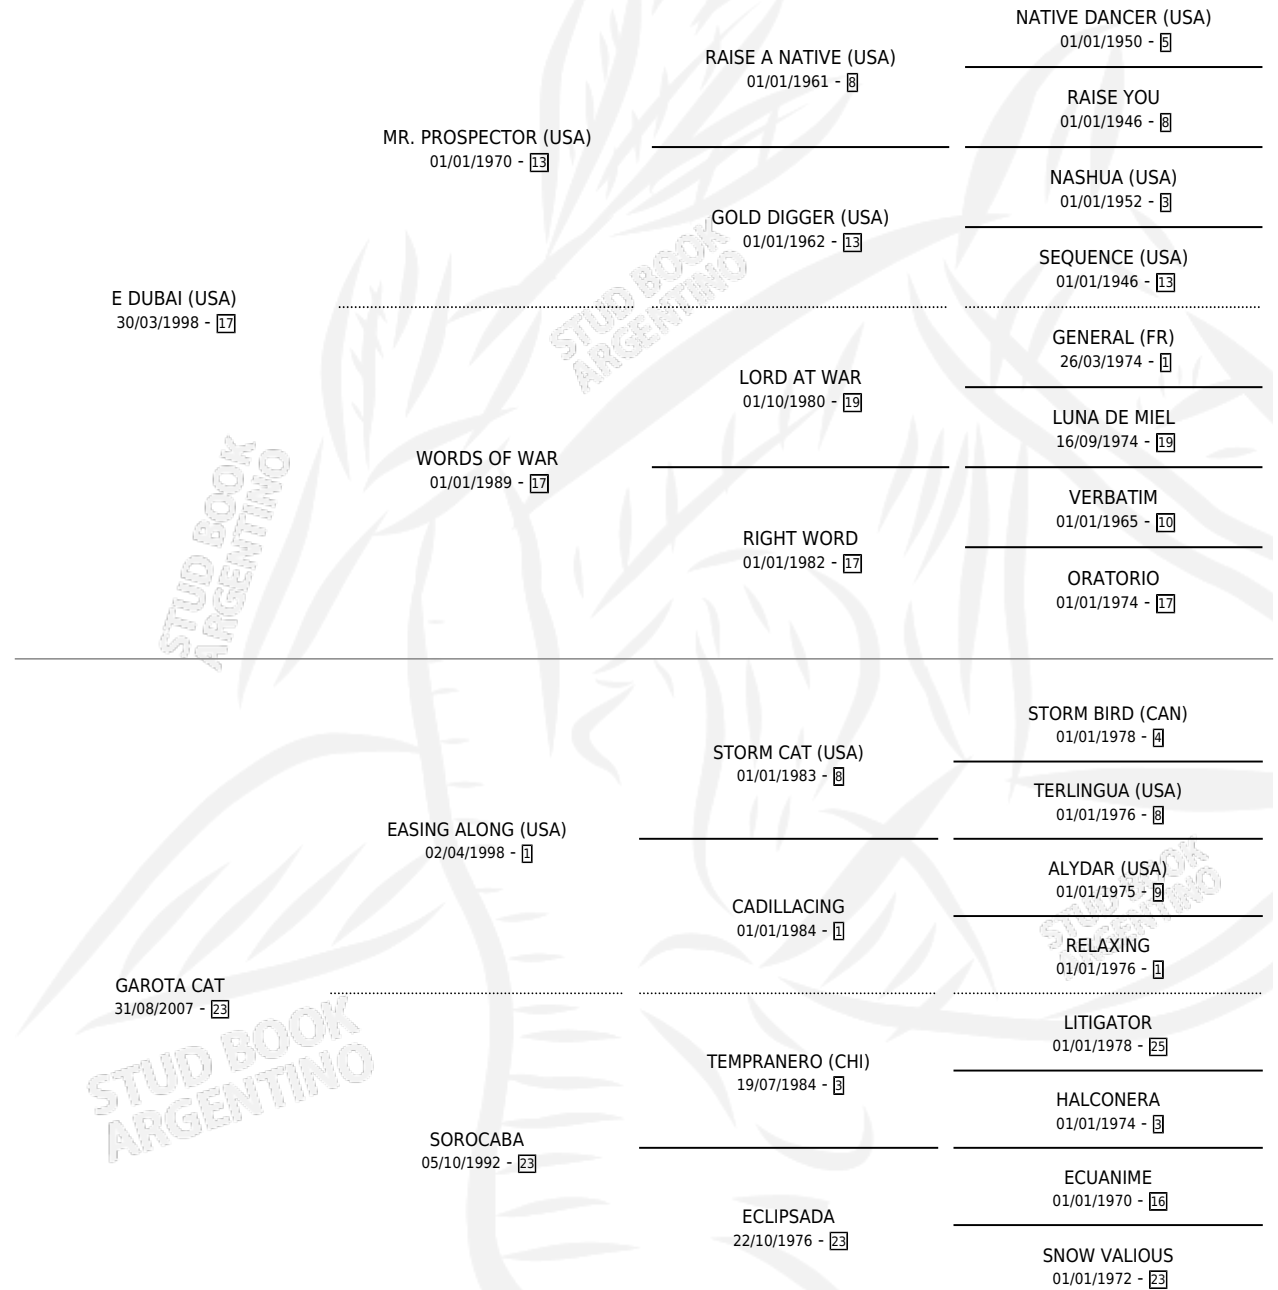 NATIVE DANCER (USA)
01/01/1950 - 5
RAISE A NATIVE (USA)
01/01/1961 - 8
RAISE YOU
01/01/1946 - 8
MR. PROSPECTOR (USA)
01/01/1970 - 13
NASHUA (USA)
01/01/1952 - 3
GOLD DIGGER (USA)
01/01/1962 - 13
SEQUENCE (USA)
01/01/1946 - 13
E DUBAI (USA)
30/03/1998 - 17
STUD BOOK
ARGENTINO
GENERAL (FR)
26/03/1974 - 1
LORD AT WAR
01/10/1980 - 19
LUNA DE MIEL
16/09/1974 - 19
WORDS OF WAR
01/01/1989 - 17
VERBATIM
01/01/1965 - 10
RIGHT WORD
01/01/1982 - 17
ORATORIO
01/01/1974 - 17
STUD BOOK
ARGENTINO
STORM BIRD (CAN)
01/01/1978 - 4
STORM CAT (USA)
01/01/1983 - 8
TERLINGUA (USA)
01/01/1976 - 8
EASING ALONG (USA)
02/04/1998 - 1
ALYDAR (USA)
01/01/1975 - 9
CADILLACING
01/01/1984 - 1
RELAXING
01/01/1976 - 1
STUD BOOK
ARGENTINO
GAROTA CAT
31/08/2007 - 23
LITIGATOR
01/01/1978 - 25
TEMPRANERO (CHI)
19/07/1984 - 3
HALCONERA
01/01/1974 - 3
SOROCABA
05/10/1992 - 23
ECUANIME
01/01/1970 - 16
ECLIPSADA
22/10/1976 - 23
SNOW VALIOUS
01/01/1972 - 23
STUD BOOK
ARGENTINO